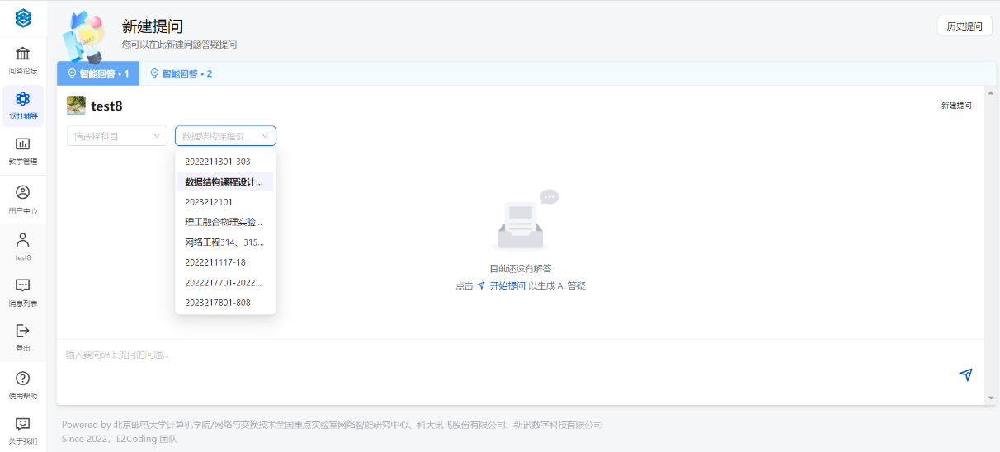 新建提问
您可以在此新建问题答疑提问
历史提问
问答论坛
1对1辅导
教学管理
用户中心
test8
消息列表
登出
使用帮助
关于我们
智能回答・1
智能回答・2
test8
新建提问
请选择科目
数据结构课程设...
2022211301-303
数据结构课程设计...
2023212101
理工融合物理实验...
网络工程314、315...
2022211117-18
2022217701-2022...
2023217801-808
目前还没有解答
点击 开始提问 以生成 AI 答疑
输入要向码上提问的问题...
Powered by 北京邮电大学计算机学院/网络与交换技术全国重点实验室网络智能研究中心、科大讯飞股份有限公司、新讯数字科技有限公司
Since 2022，EZCoding 团队